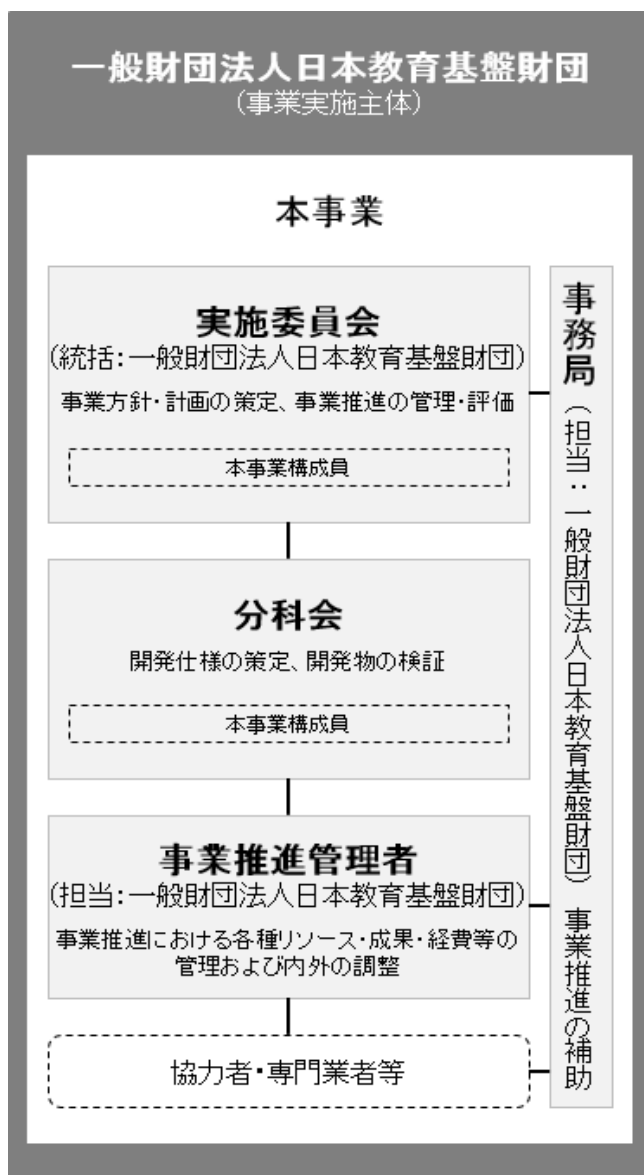 一般財団法人日本教育基盤財団
(事業実施主体)
本事業
実施委員会
(統括:一般財団法人日本教育基盤財団)
事業方針・計画の策定、事業推進の管理・評価
本事業構成員
分科会
開発仕様の策定、開発物の検証
本事業構成員
事業推進管理者
(担当:一般財団法人日本教育基盤財団)
事業推進における各種リソース・成果・経費等の
管理および内外の調整
協力者・専門業者等
事務局(担当:一般財団法人日本教育基盤財団) 事業推進の補助